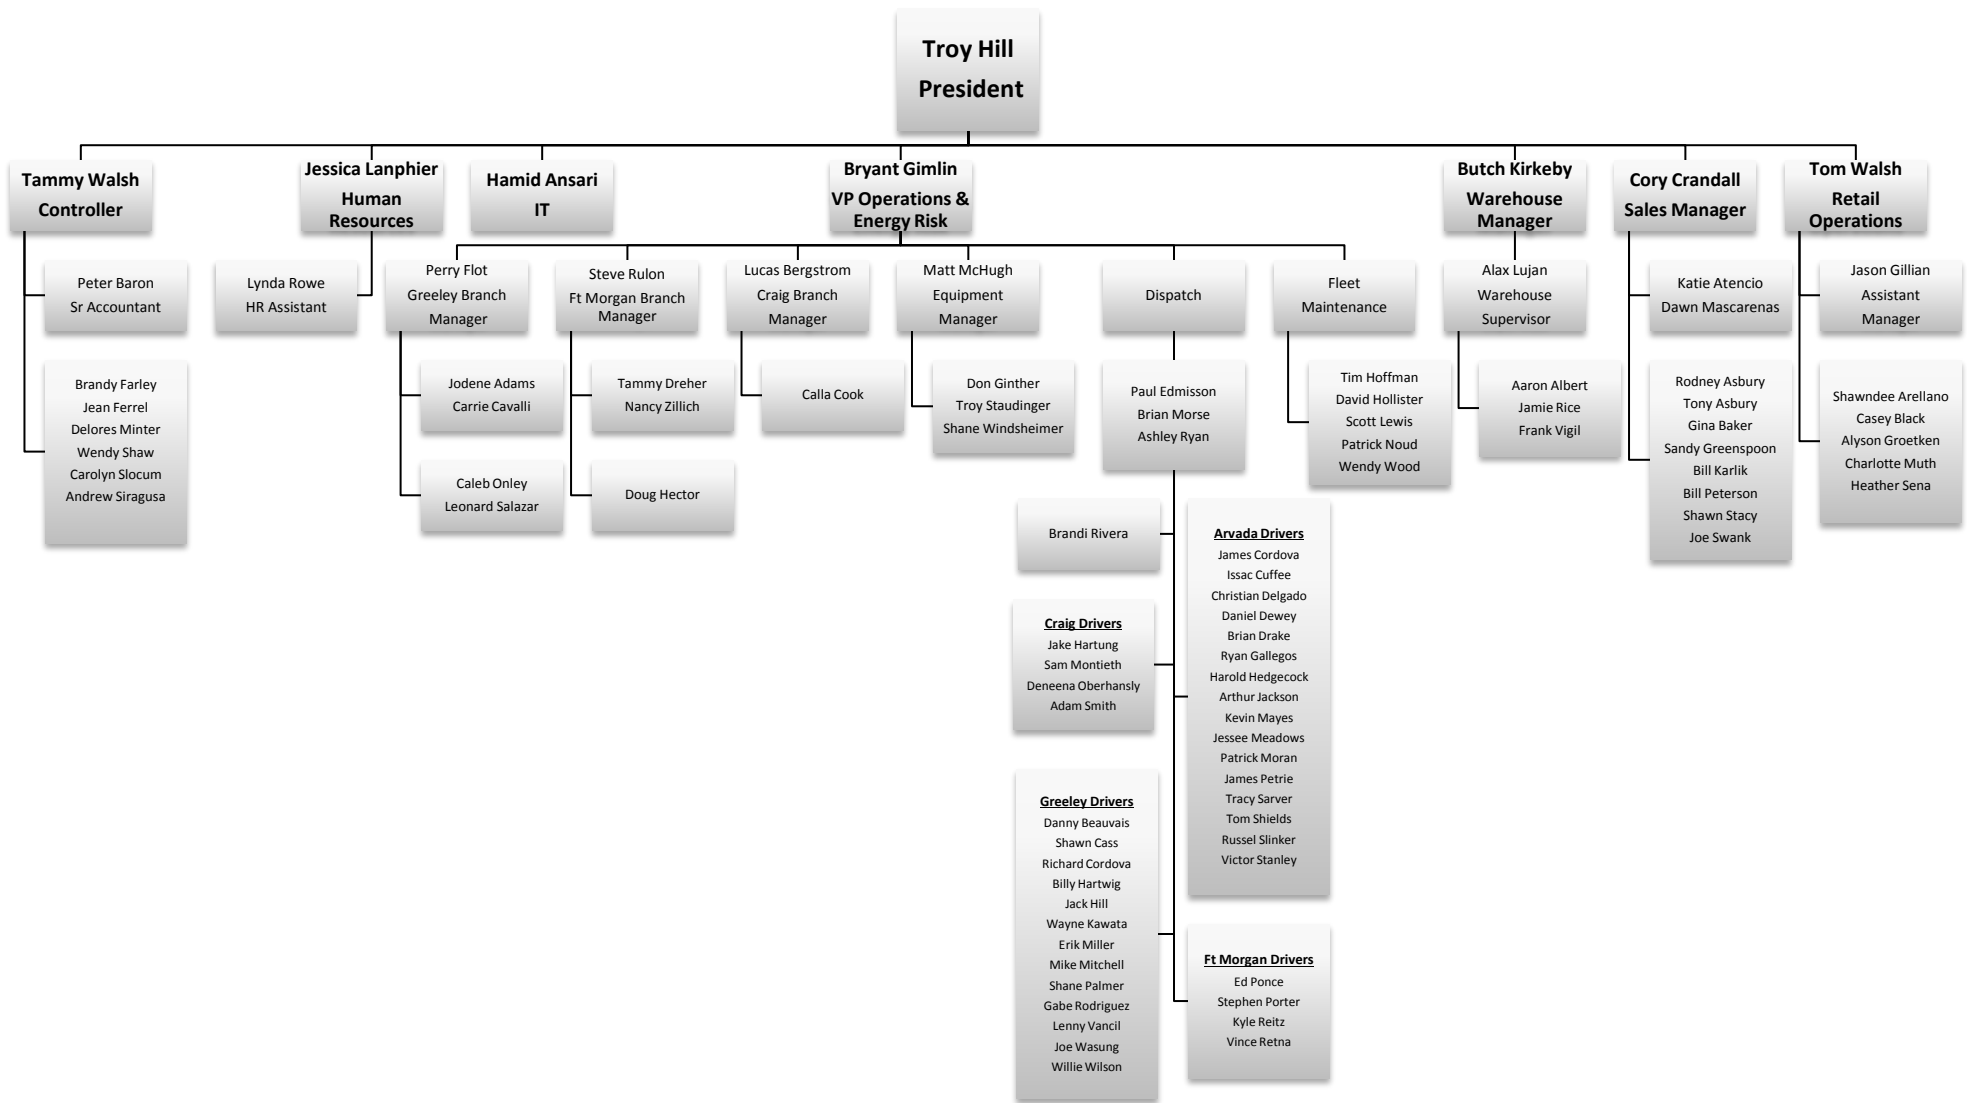 Troy Hill
President
Tammy Walsh
Controller
Jessica Lanphier
Human
Resources
Hamid Ansari
IT
Bryant Gimlin
VP Operations &
Energy Risk
Butch Kirkeby
Warehouse
Manager
Cory Crandall
Sales Manager
Tom Walsh
Retail
Operations
Peter Baron
Sr Accountant
Lynda Rowe
HR Assistant
Perry Flot
Greeley Branch
Manager
Steve Rulon
Ft Morgan Branch
Manager
Lucas Bergstrom
Craig Branch
Manager
Matt McHugh
Equipment
Manager
Dispatch
Fleet
Maintenance
Alax Lujan
Warehouse
Supervisor
Katie Atencio
Dawn Mascarenas
Jason Gillian
Assistant
Manager
Brandy Farley
Jean Ferrel
Delores Minter
Wendy Shaw
Carolyn Slocum
Andrew Siragusa
Jodene Adams
Carrie Cavalli
Tammy Dreher
Nancy Zillich
Calla Cook
Don Ginther
Troy Staudinger
Shane Windsheimer
Paul Edmisson
Brian Morse
Ashley Ryan
Tim Hoffman
David Hollister
Scott Lewis
Patrick Noud
Wendy Wood
Aaron Albert
Jamie Rice
Frank Vigil
Rodney Asbury
Tony Asbury
Gina Baker
Sandy Greenspoon
Bill Karlik
Bill Peterson
Shawn Stacy
Joe Swank
Shawndee Arellano
Casey Black
Alyson Groetken
Charlotte Muth
Heather Sena
Caleb Onley
Leonard Salazar
Doug Hector
Brandi Rivera
Arvada Drivers
James Cordova
Issac Cuffee
Christian Delgado
Daniel Dewey
Brian Drake
Ryan Gallegos
Harold Hedgecock
Arthur Jackson
Kevin Mayes
Jessee Meadows
Patrick Moran
James Petrie
Tracy Sarver
Tom Shields
Russel Slinker
Victor Stanley
Craig Drivers
Jake Hartung
Sam Montieth
Deneena Oberhansly
Adam Smith
Greeley Drivers
Danny Beauvais
Shawn Cass
Richard Cordova
Billy Hartwig
Jack Hill
Wayne Kawata
Erik Miller
Mike Mitchell
Shane Palmer
Gabe Rodriguez
Lenny Vancil
Joe Wasung
Willie Wilson
Ft Morgan Drivers
Ed Ponce
Stephen Porter
Kyle Reitz
Vince Retna